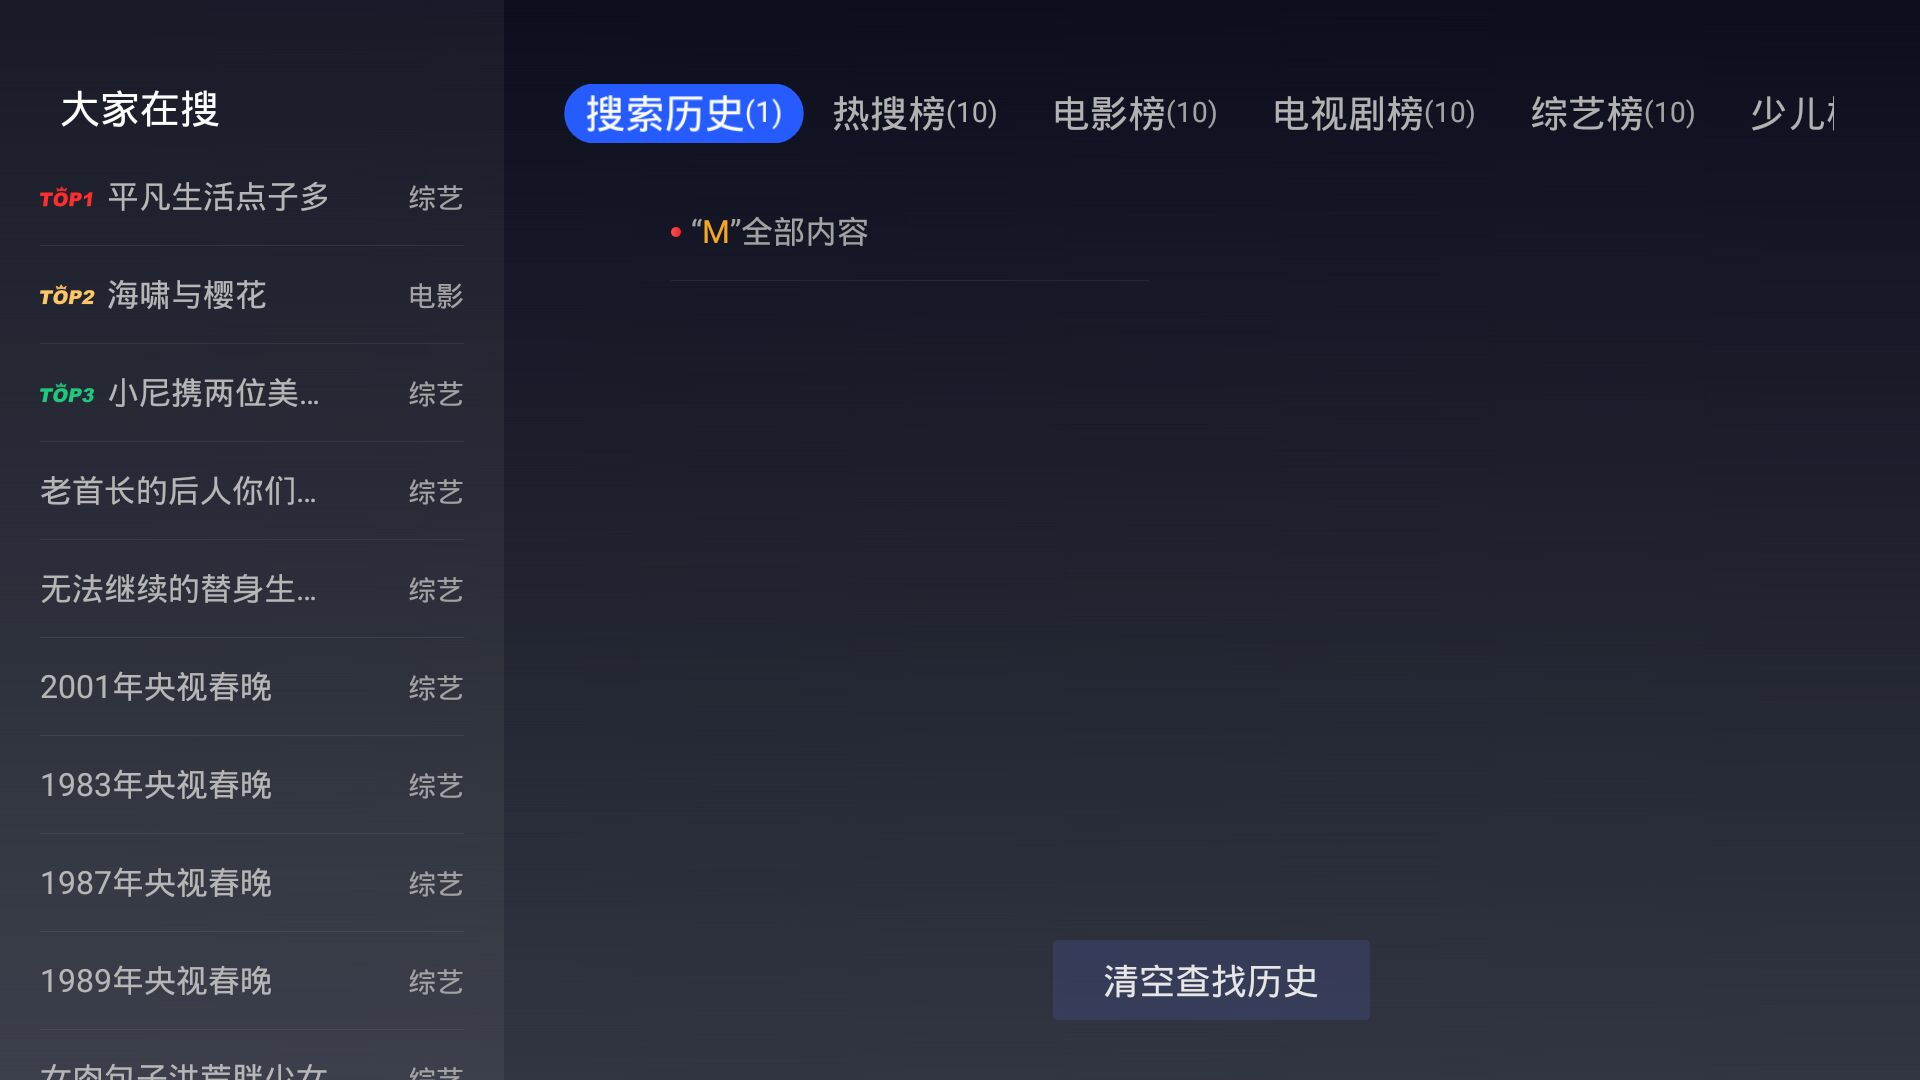 大家在搜
TOP1 平凡生活点子多 综艺
TOP2 海啸与樱花 电影
TOP3 小尼携两位美... 综艺
老首长的后人你们... 综艺
无法继续的替身生... 综艺
2001年央视春晚 综艺
1983年央视春晚 综艺
1987年央视春晚 综艺
1989年央视春晚 综艺
综艺
搜索历史(1) 热搜榜(10) 电影榜(10) 电视剧榜(10) 综艺榜(10) 少儿
“M”全部内容
清空查找历史